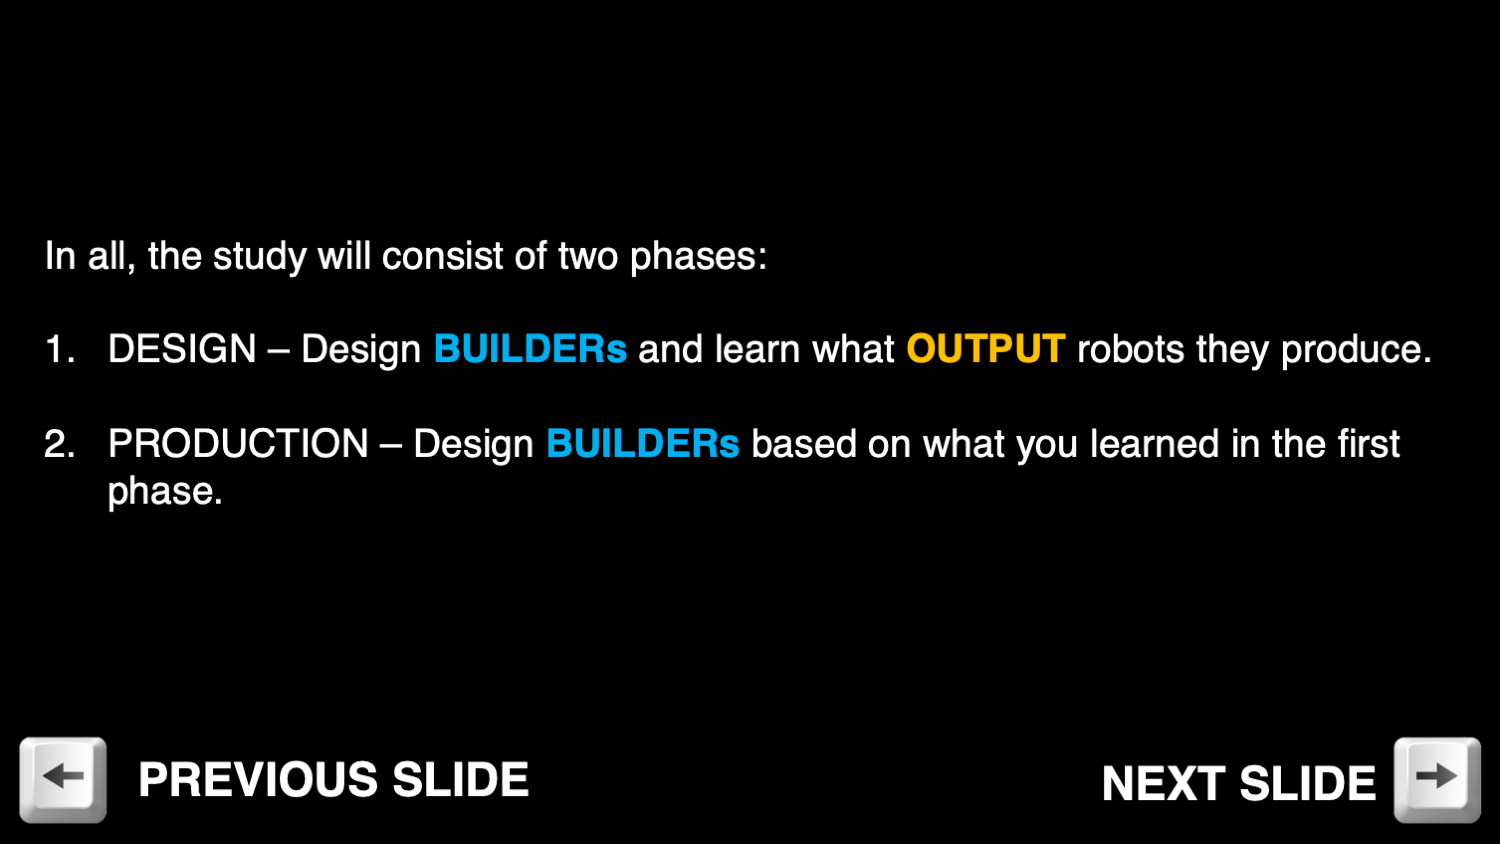 In all, the study will consist of two phases:
1. DESIGN – Design BUILDERs and learn what OUTPUT robots they produce.
2. PRODUCTION – Design BUILDERs based on what you learned in the first
phase.
PREVIOUS SLIDE
NEXT SLIDE